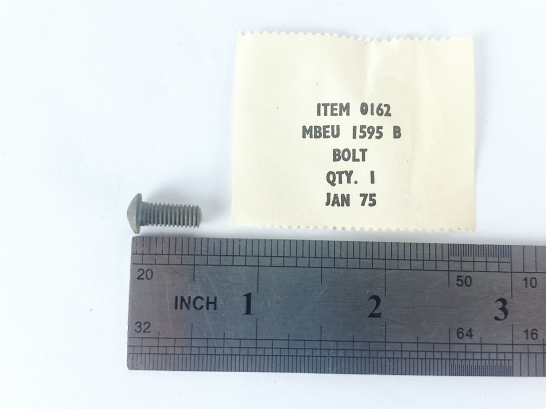 ITEM 0162
MBEU 1595 B
BOLT
QTY. 1
JAN 75
20 50 10
INCH 1 2 3
32 64 16